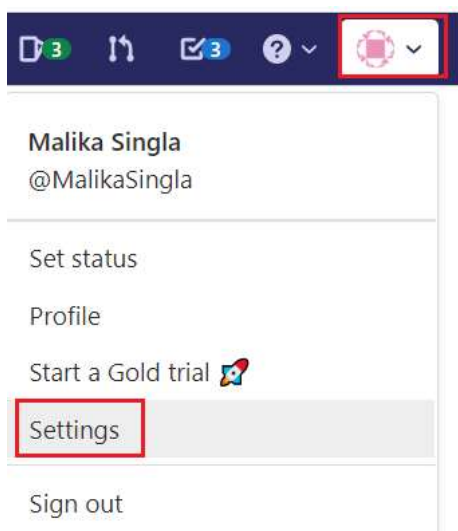 3 3 ?
Malika Singla
@MalikaSingla
Set status
Profile
Start a Gold trial
Settings
Sign out